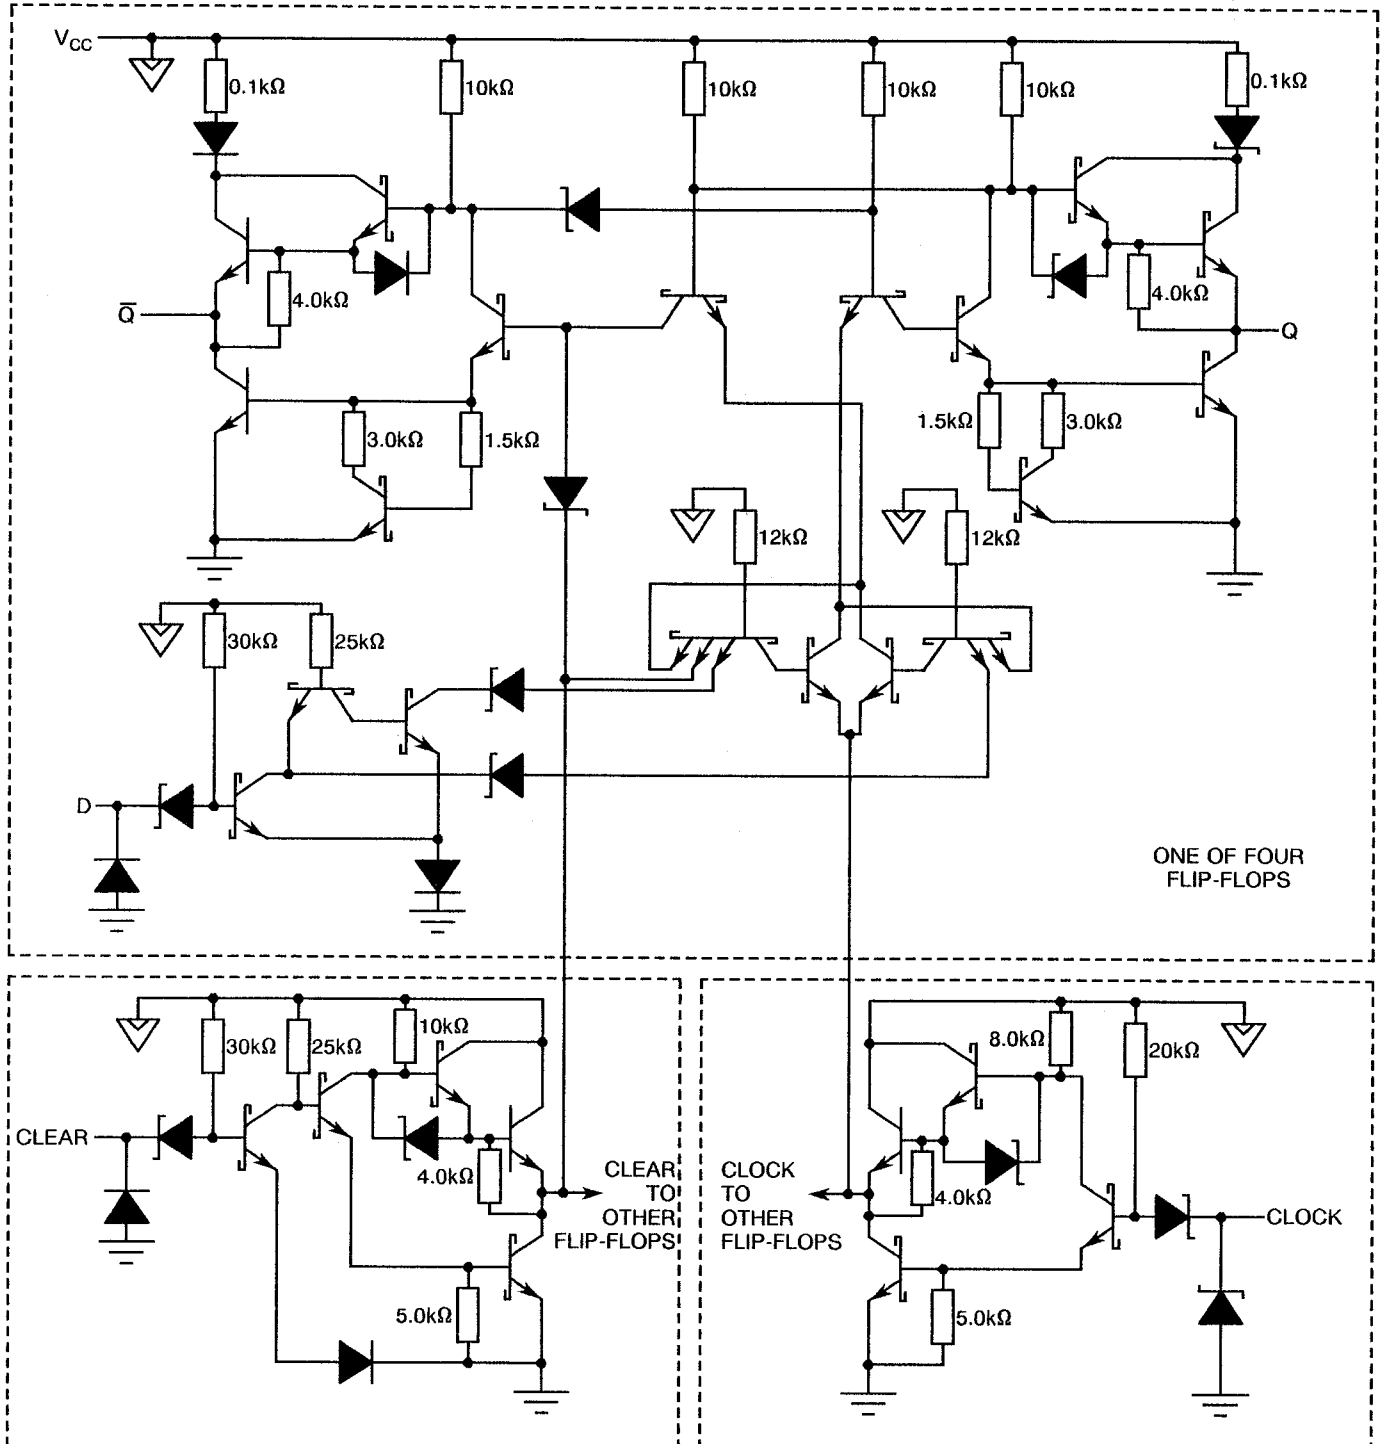 V_CC
0.1kΩ
10kΩ
10kΩ
10kΩ
10kΩ
0.1kΩ
4.0kΩ
4.0kΩ
Q̅
Q
3.0kΩ
1.5kΩ
1.5kΩ
3.0kΩ
12kΩ
12kΩ
30kΩ
25kΩ
D
ONE OF FOUR
FLIP-FLOPS
30kΩ
25kΩ
10kΩ
CLEAR
4.0kΩ
5.0kΩ
CLEAR
TO
OTHER
FLIP-FLOPS
CLOCK
TO
OTHER
FLIP-FLOPS
8.0kΩ
20kΩ
4.0kΩ
CLOCK
5.0kΩ